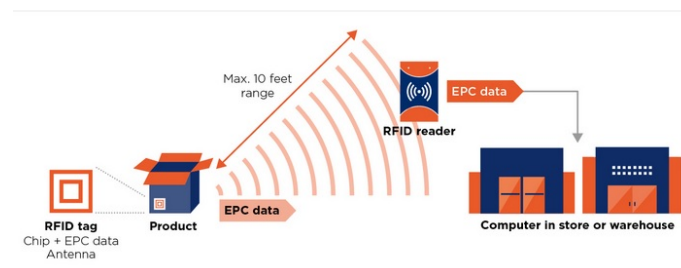 Max. 10 feet
range
EPC data
RFID reader
EPC data
RFID tag
Chip + EPC data
Antenna
Product
Computer in store or warehouse